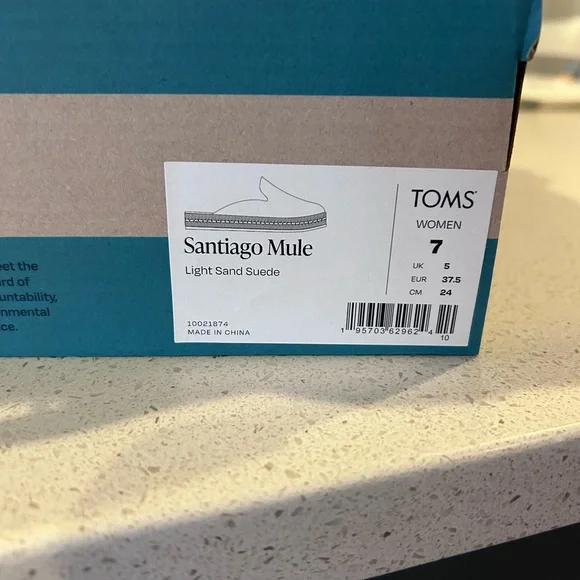 eet the
rd of
untability,
nmental
ce.
Santiago Mule
Light Sand Suede
10021874
MADE IN CHINA
TOMS
WOMEN
7
UK 5
EUR 37.5
CM 24
1 95703 62962 4
10